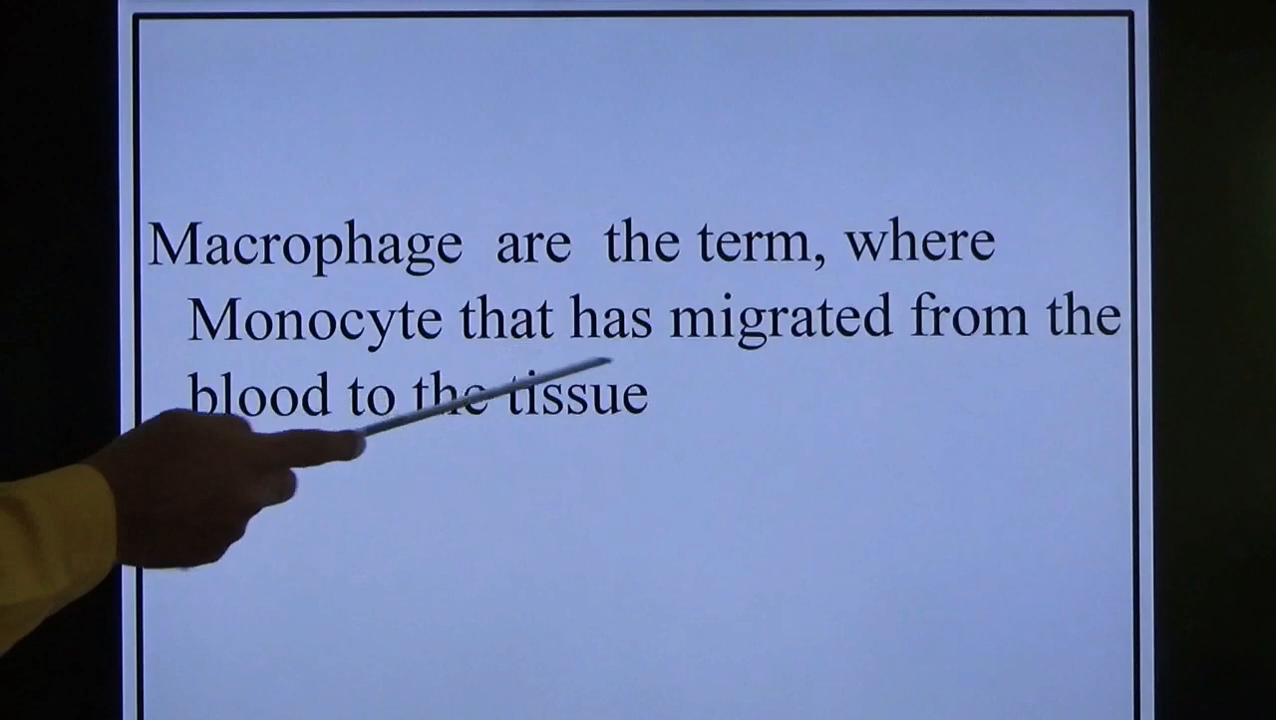 Macrophage are the term, where
Monocyte that has migrated from the
blood to the tissue